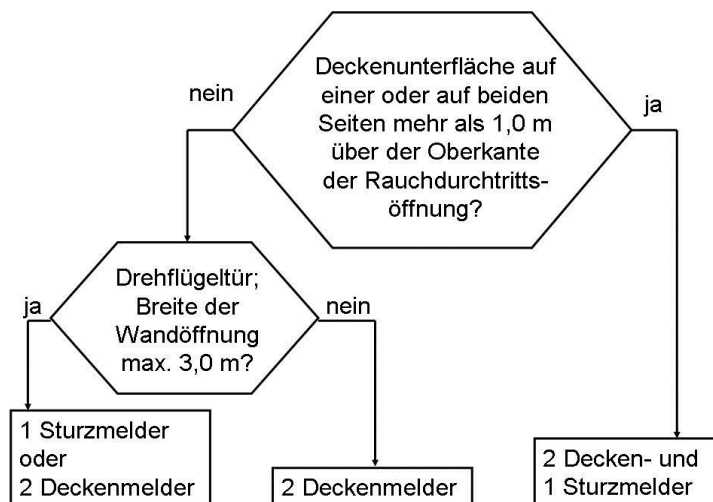 Deckenunterfläche auf
einer oder auf beiden
Seiten mehr als 1,0 m
über der Oberkante
der Rauchdurchtritts-
öffnung?
nein
ja
Drehflügeltür;
Breite der
Wandöffnung
max. 3,0 m?
ja
nein
1 Sturzmelder
oder
2 Deckenmelder
2 Deckenmelder
2 Decken- und
1 Sturzmelder